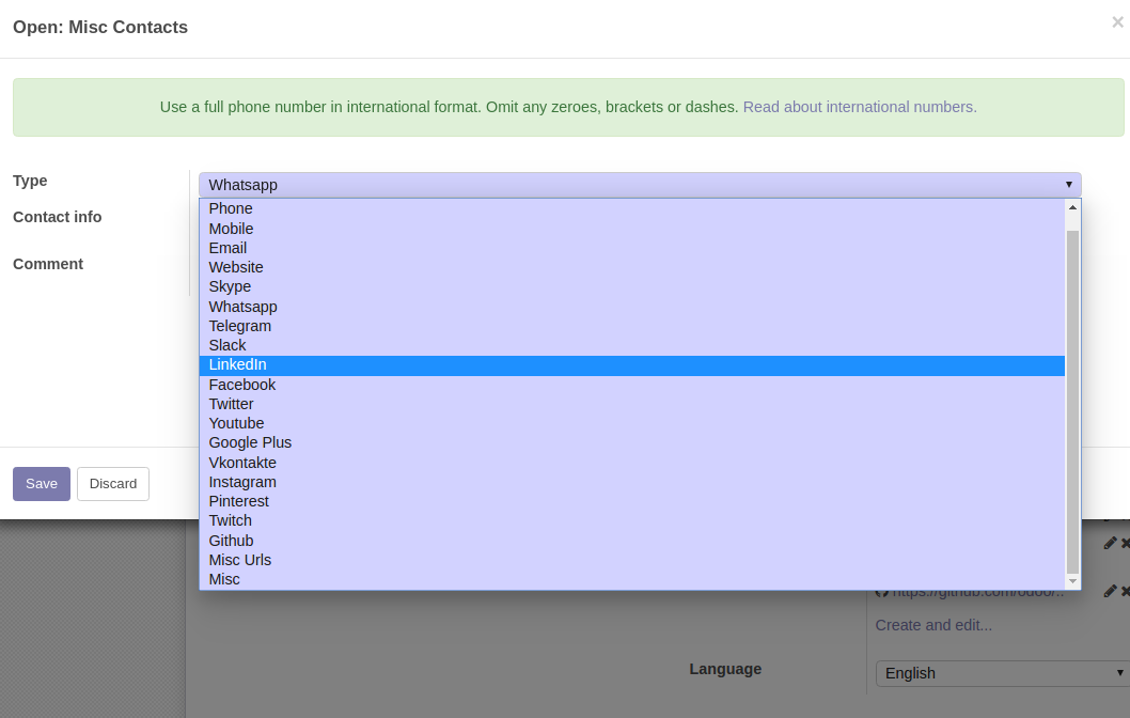 Open: Misc Contacts
×
Use a full phone number in international format. Omit any zeroes, brackets or dashes. Read about international numbers.
Type
Whatsapp
Contact info
Comment
Phone
Mobile
Email
Website
Skype
Whatsapp
Telegram
Slack
LinkedIn
Facebook
Twitter
Youtube
Google Plus
Vkontakte
Instagram
Pinterest
Twitch
Github
Misc Urls
Misc
Save
Discard
https://github.com/odoo/..
Create and edit...
Language
English